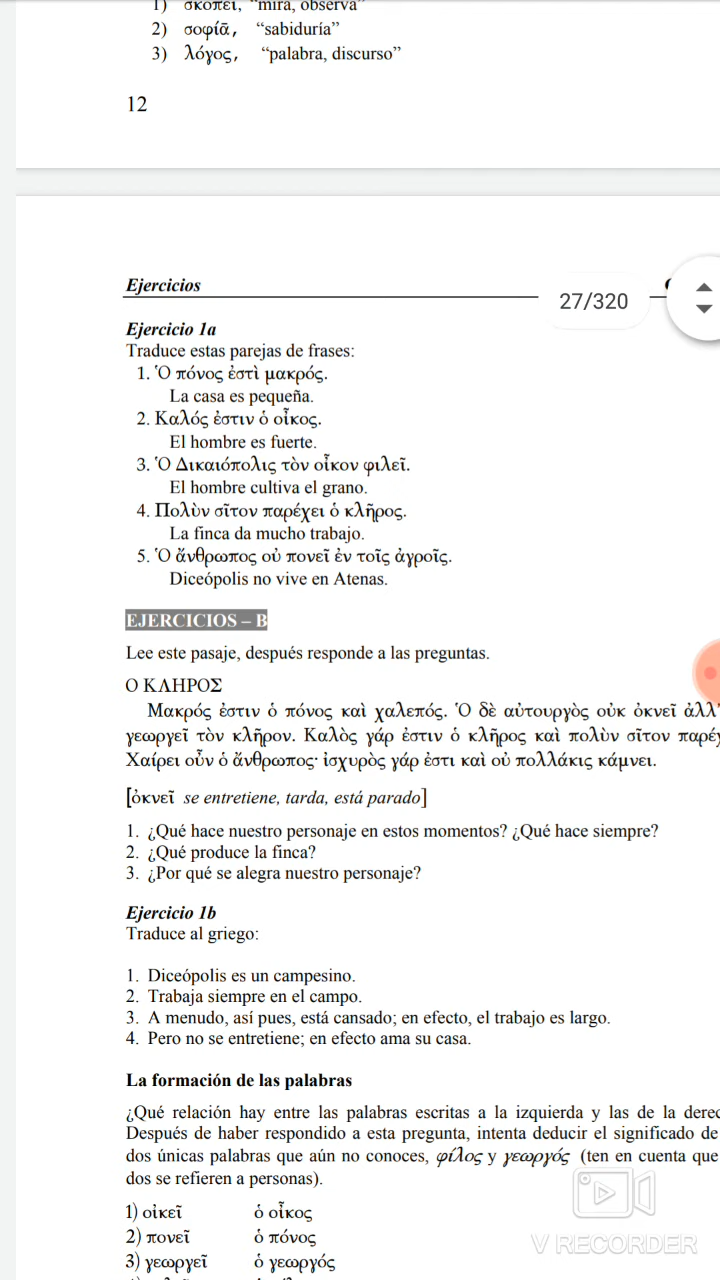 1) σκοπεῖ, “mira, observa”
2) σοφίᾱ, “sabiduría”
3) λόγος, “palabra, discurso”
12
Ejercicios
27/320
Ejercicio 1a
Traduce estas parejas de frases:
1. Ὁ πόνος ἐστὶ μακρός.
La casa es pequeña.
2. Καλός ἐστιν ὁ οἶκος.
El hombre es fuerte.
3. Ὁ Δικαιόπολις τὸν οἶκον φιλεῖ.
El hombre cultiva el grano.
4. Πολὺν σῖτον παρέχει ὁ κλῆρος.
La finca da mucho trabajo.
5. Ὁ ἄνθρωπος οὐ πονεῖ ἐν τοῖς ἀγροῖς.
Diceópolis no vive en Atenas.
EJERCICIOS – B
Lee este pasaje, después responde a las preguntas.
Ο ΚΛΗΡΟΣ
Μακρός ἐστιν ὁ πόνος καὶ χαλεπός. Ὁ δὲ αὐτουργὸς οὐκ ὀκνεῖ ἀλλ’
γεωργεῖ τὸν κλῆρον. Καλὸς γάρ ἐστιν ὁ κλῆρος καὶ πολὺν σῖτον
Χαίρει οὖν ὁ ἄνθρωπος· ἰσχυρὸς γάρ ἐστι καὶ οὐ πολλάκις κάμνει.
[ὀκνεῖ se entretiene, tarda, está parado]
1. ¿Qué hace nuestro personaje en estos momentos? ¿Qué hace siempre?
2. ¿Qué produce la finca?
3. ¿Por qué se alegra nuestro personaje?
Ejercicio 1b
Traduce al griego:
1. Diceópolis es un campesino.
2. Trabaja siempre en el campo.
3. A menudo, así pues, está cansado; en efecto, el trabajo es largo.
4. Pero no se entretiene; en efecto ama su casa.
La formación de las palabras
¿Qué relación hay entre las palabras escritas a la izquierda y las de la
Después de haber respondido a esta pregunta, intenta deducir el significado de
dos únicas palabras que aún no conoces, φίλος y γεωργός (ten en cuenta que
dos se refieren a personas).
1) οἰκεῖ ὁ οἶκος
2) πονεῖ ὁ πόνος
3) γεωργεῖ ὁ γεωργός
V RECORDER